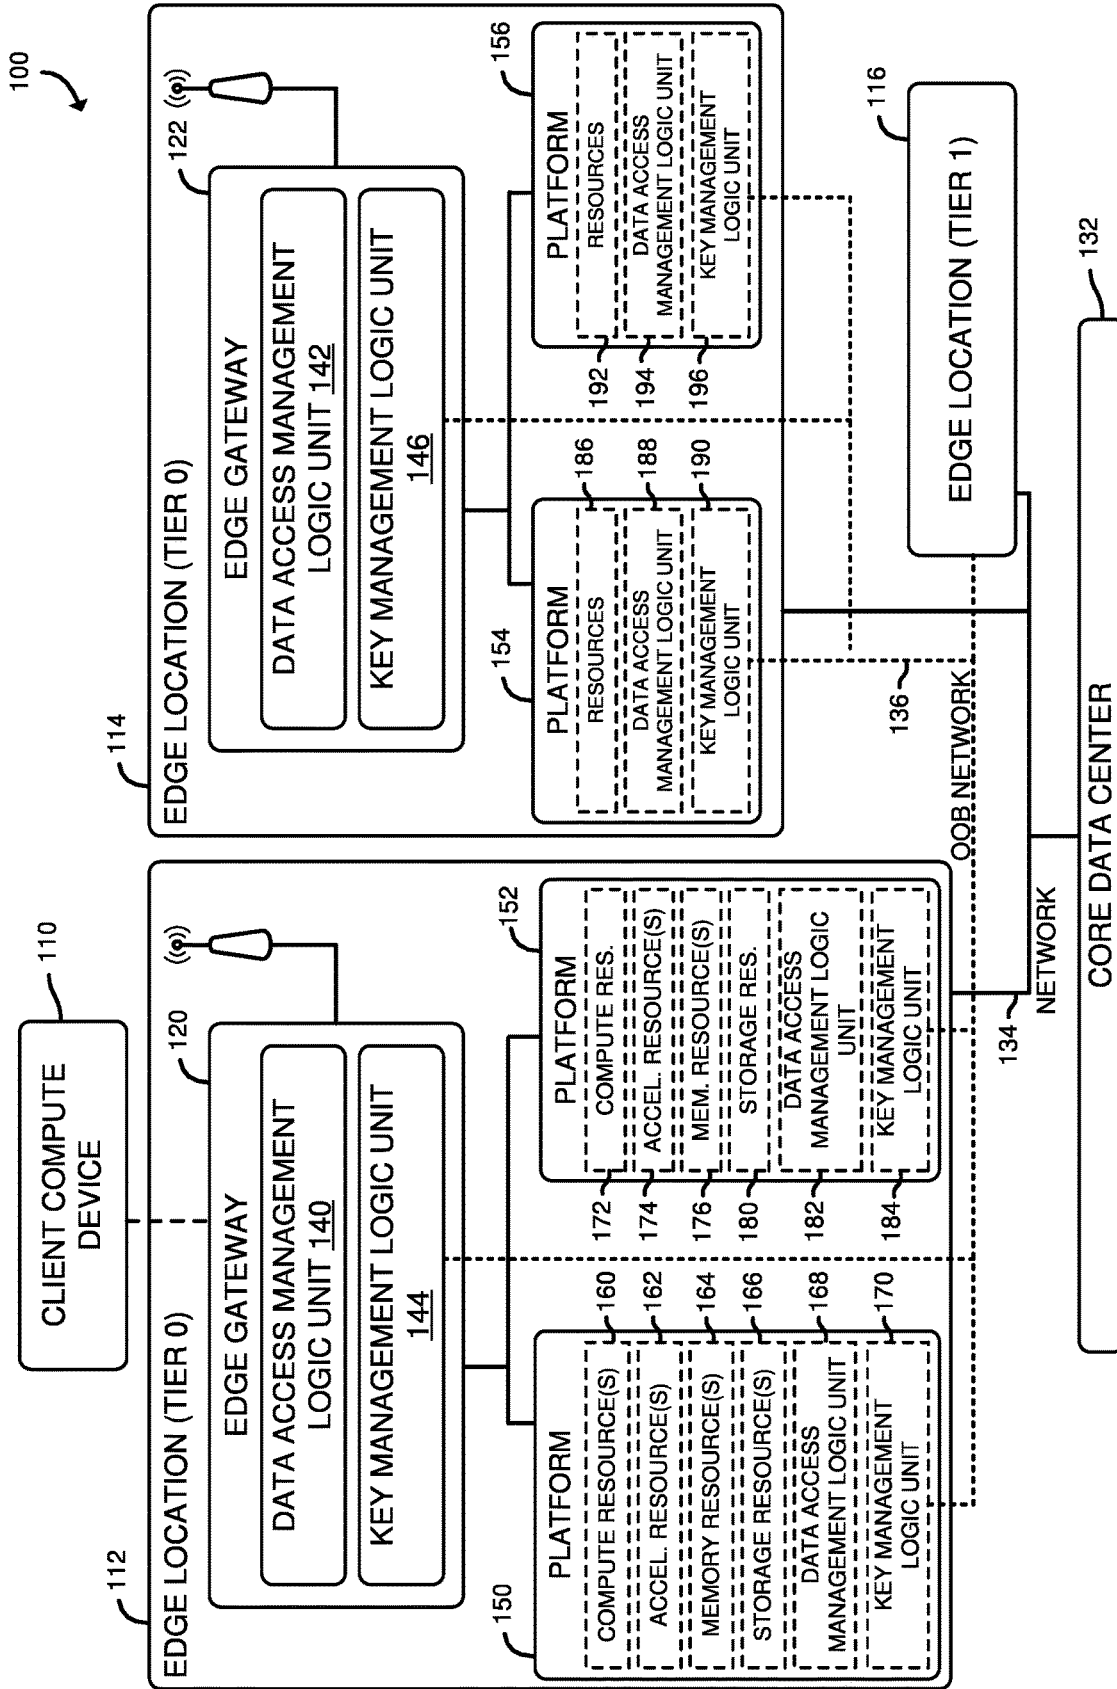 100
CLIENT COMPUTE
DEVICE
110
112
EDGE LOCATION (TIER 0)
120
EDGE GATEWAY
DATA ACCESS MANAGEMENT
LOGIC UNIT 140
KEY MANAGEMENT LOGIC UNIT
144
150
PLATFORM
COMPUTE RESOURCE(S)
160
ACCEL. RESOURCE(S)
162
MEMORY RESOURCE(S)
164
STORAGE RESOURCE(S)
166
DATA ACCESS
MANAGEMENT LOGIC UNIT
168
KEY MANAGEMENT
LOGIC UNIT
170
152
PLATFORM
172
COMPUTE RES.
174
ACCEL. RESOURCE(S)
176
MEM. RESOURCE(S)
180
STORAGE RES.
182
DATA ACCESS
MANAGEMENT LOGIC
UNIT
184
KEY MANAGEMENT
LOGIC UNIT
114
EDGE LOCATION (TIER 0)
122
EDGE GATEWAY
DATA ACCESS MANAGEMENT
LOGIC UNIT 142
KEY MANAGEMENT LOGIC UNIT
146
154
PLATFORM
RESOURCES
186
DATA ACCESS
MANAGEMENT LOGIC UNIT
188
KEY MANAGEMENT
LOGIC UNIT
190
156
PLATFORM
192
RESOURCES
194
DATA ACCESS
MANAGEMENT LOGIC UNIT
196
KEY MANAGEMENT
LOGIC UNIT
136
116
EDGE LOCATION (TIER 1)
OOB NETWORK
134
NETWORK
132
CORE DATA CENTER